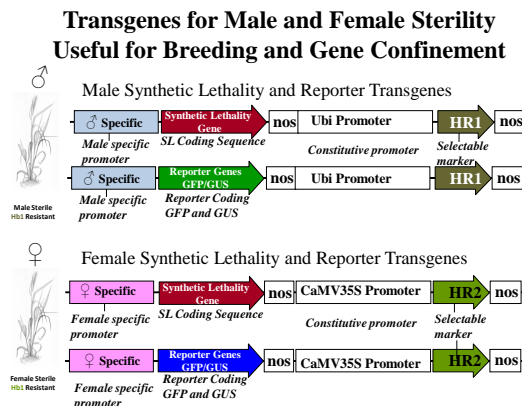 Transgenes for Male and Female Sterility
Useful for Breeding and Gene Confinement
♂
Male Synthetic Lethality and Reporter Transgenes
♂ Specific
Synthetic Lethality
Gene
nos
Ubi Promoter
HR1
nos
Male specific
promoter
SL Coding Sequence
Constitutive promoter
Selectable
marker
♂ Specific
Reporter Genes
GFP/GUS
nos
Ubi Promoter
HR1
nos
Male specific
promoter
Reporter Coding
GFP and GUS
Male Sterile
Hb1 Resistant
♀
Female Synthetic Lethality and Reporter Transgenes
♀ Specific
Synthetic Lethality
Gene
nos
CaMV35S Promoter
HR2
nos
Female specific
promoter
SL Coding Sequence
Constitutive promoter
Selectable
marker
♀ Specific
Reporter Genes
GFP/GUS
nos
CaMV35S Promoter
HR2
nos
Female specific
promoter
Reporter Coding
GFP and GUS
Female Sterile
Hb1 Resistant